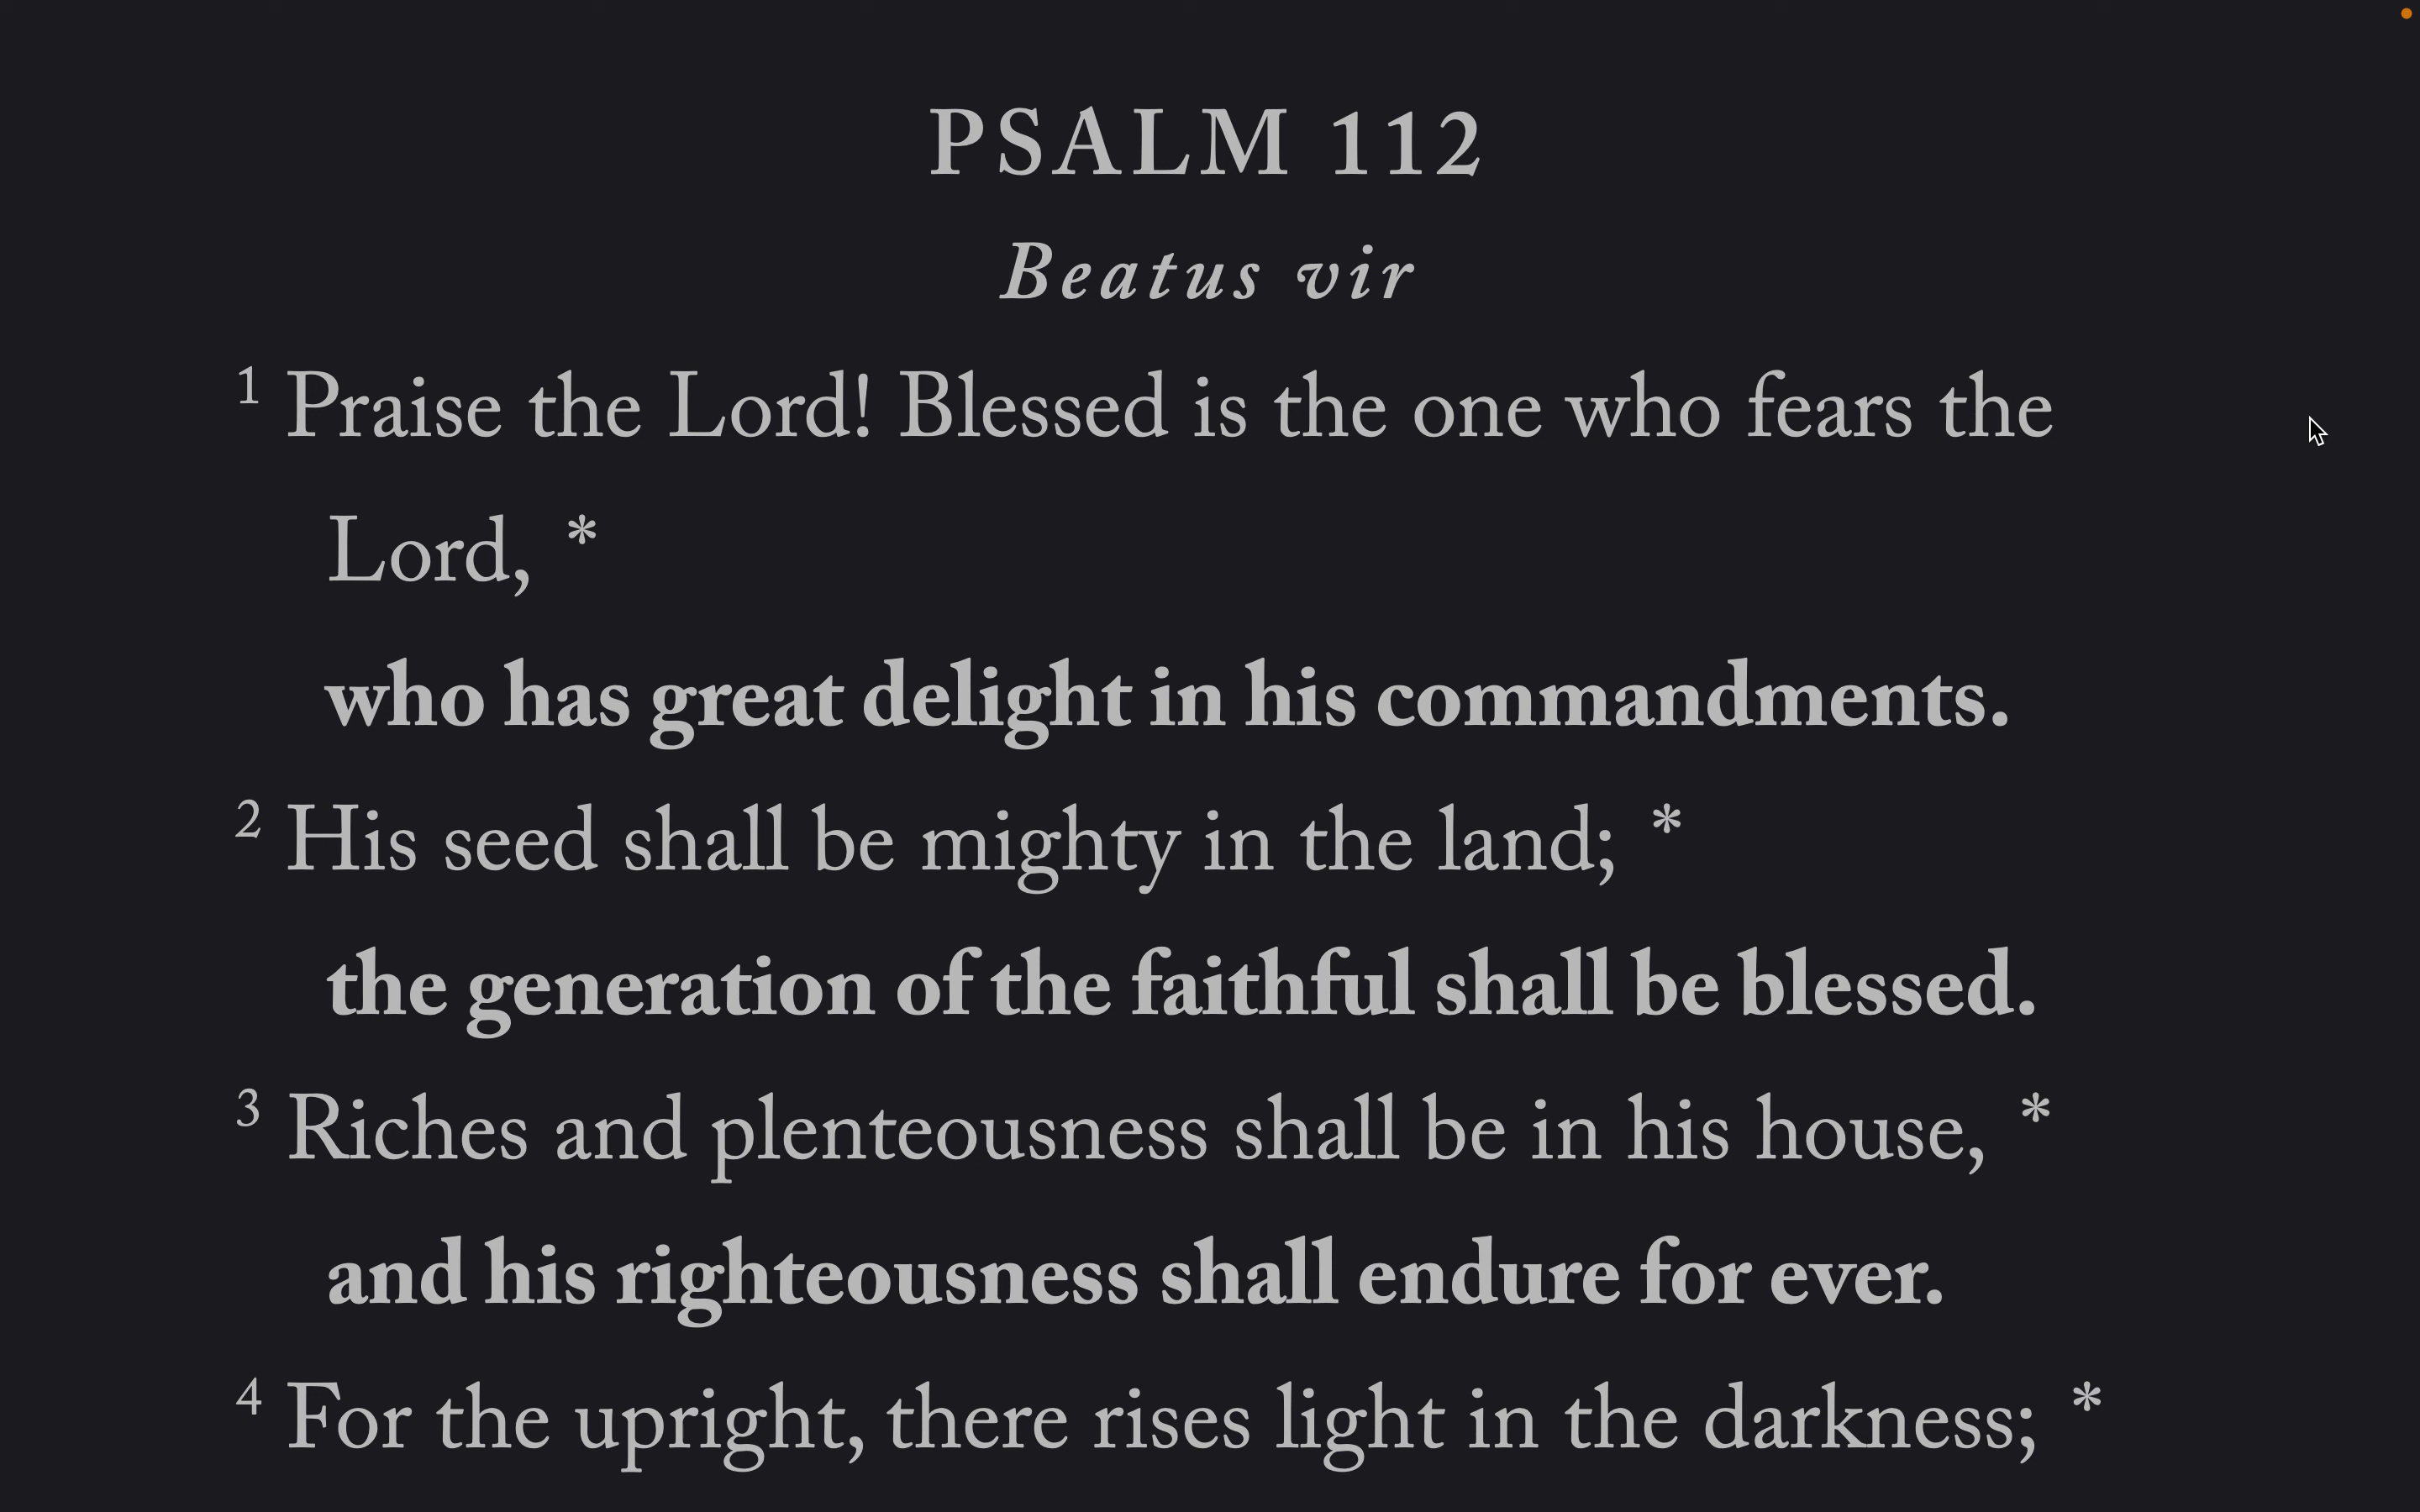 PSALM 112
Beatus vir
1 Praise the Lord! Blessed is the one who fears the
Lord, *
who has great delight in his commandments.
2 His seed shall be mighty in the land; *
the generation of the faithful shall be blessed.
3 Riches and plenteousness shall be in his house, *
and his righteousness shall endure for ever.
4 For the upright, there rises light in the darkness; *